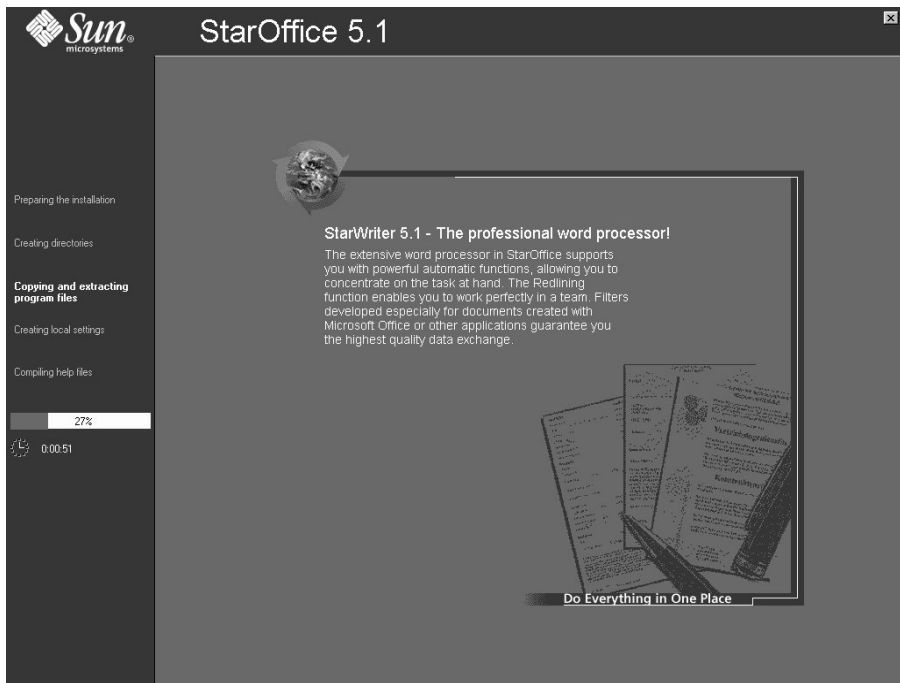 Sun®
microsystems
StarOffice 5.1
Preparing the installation
Creating directories
Copying and extracting
program files
Creating local settings
Compiling help files
27%
0:00:51
StarWriter 5.1 - The professional word processor!
The extensive word processor in StarOffice supports
you with powerful automatic functions, allowing you to
concentrate on the task at hand. The Redlining
function enables you to work perfectly in a team. Filters
developed especially for documents created with
Microsoft Office or other applications guarantee you
the highest quality data exchange.
Do Everything in One Place